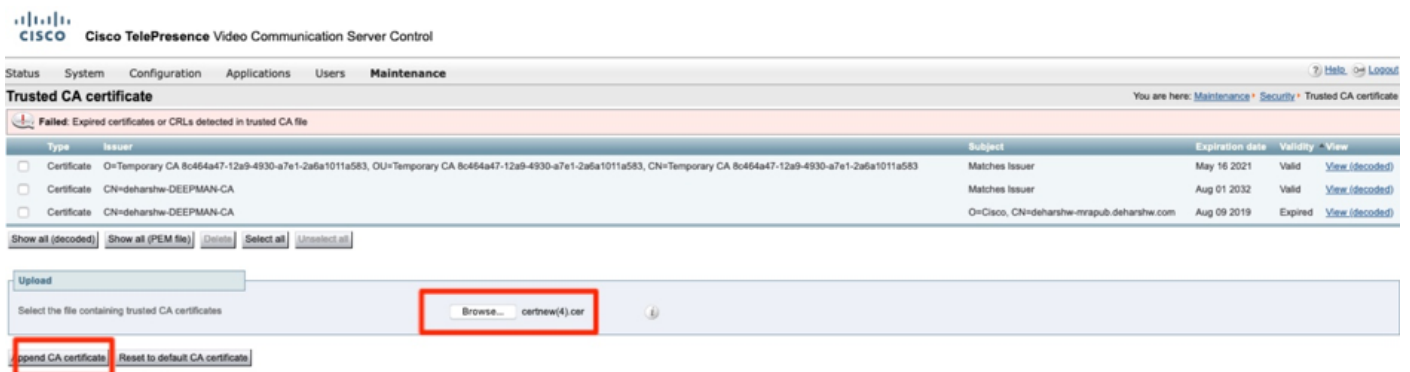 CISCO Cisco TelePresence Video Communication Server Control
Status System Configuration Applications Users Maintenance Help Logout
Trusted CA certificate You are here: Maintenance Security Trusted CA certificate
Failed: Expired certificates or CRLs detected in trusted CA file
Type Issuer Subject Expiration date Validity View
Certificate O=Temporary CA 8c464a47-12a9-4930-a7e1-2a6a1011a583, OU=Temporary CA 8c464a47-12a9-4930-a7e1-2a6a1011a583, CN=Temporary CA 8c464a47-12a9-4930-a7e1-2a6a1011a583 Matches Issuer May 16 2021 Valid View (decoded)
Certificate CN=deharshw-DEEPMAN-CA Matches Issuer Aug 01 2032 Valid View (decoded)
Certificate CN=deharshw-DEEPMAN-CA O=Cisco, CN=deharshw-mrapub.deharshw.com Aug 09 2019 Expired View (decoded)
Show all (decoded) Show all (PEM file) Delete Select all Unselect all
Upload
Select the file containing trusted CA certificates Browse... certnew(4).cer
Append CA certificate Reset to default CA certificate